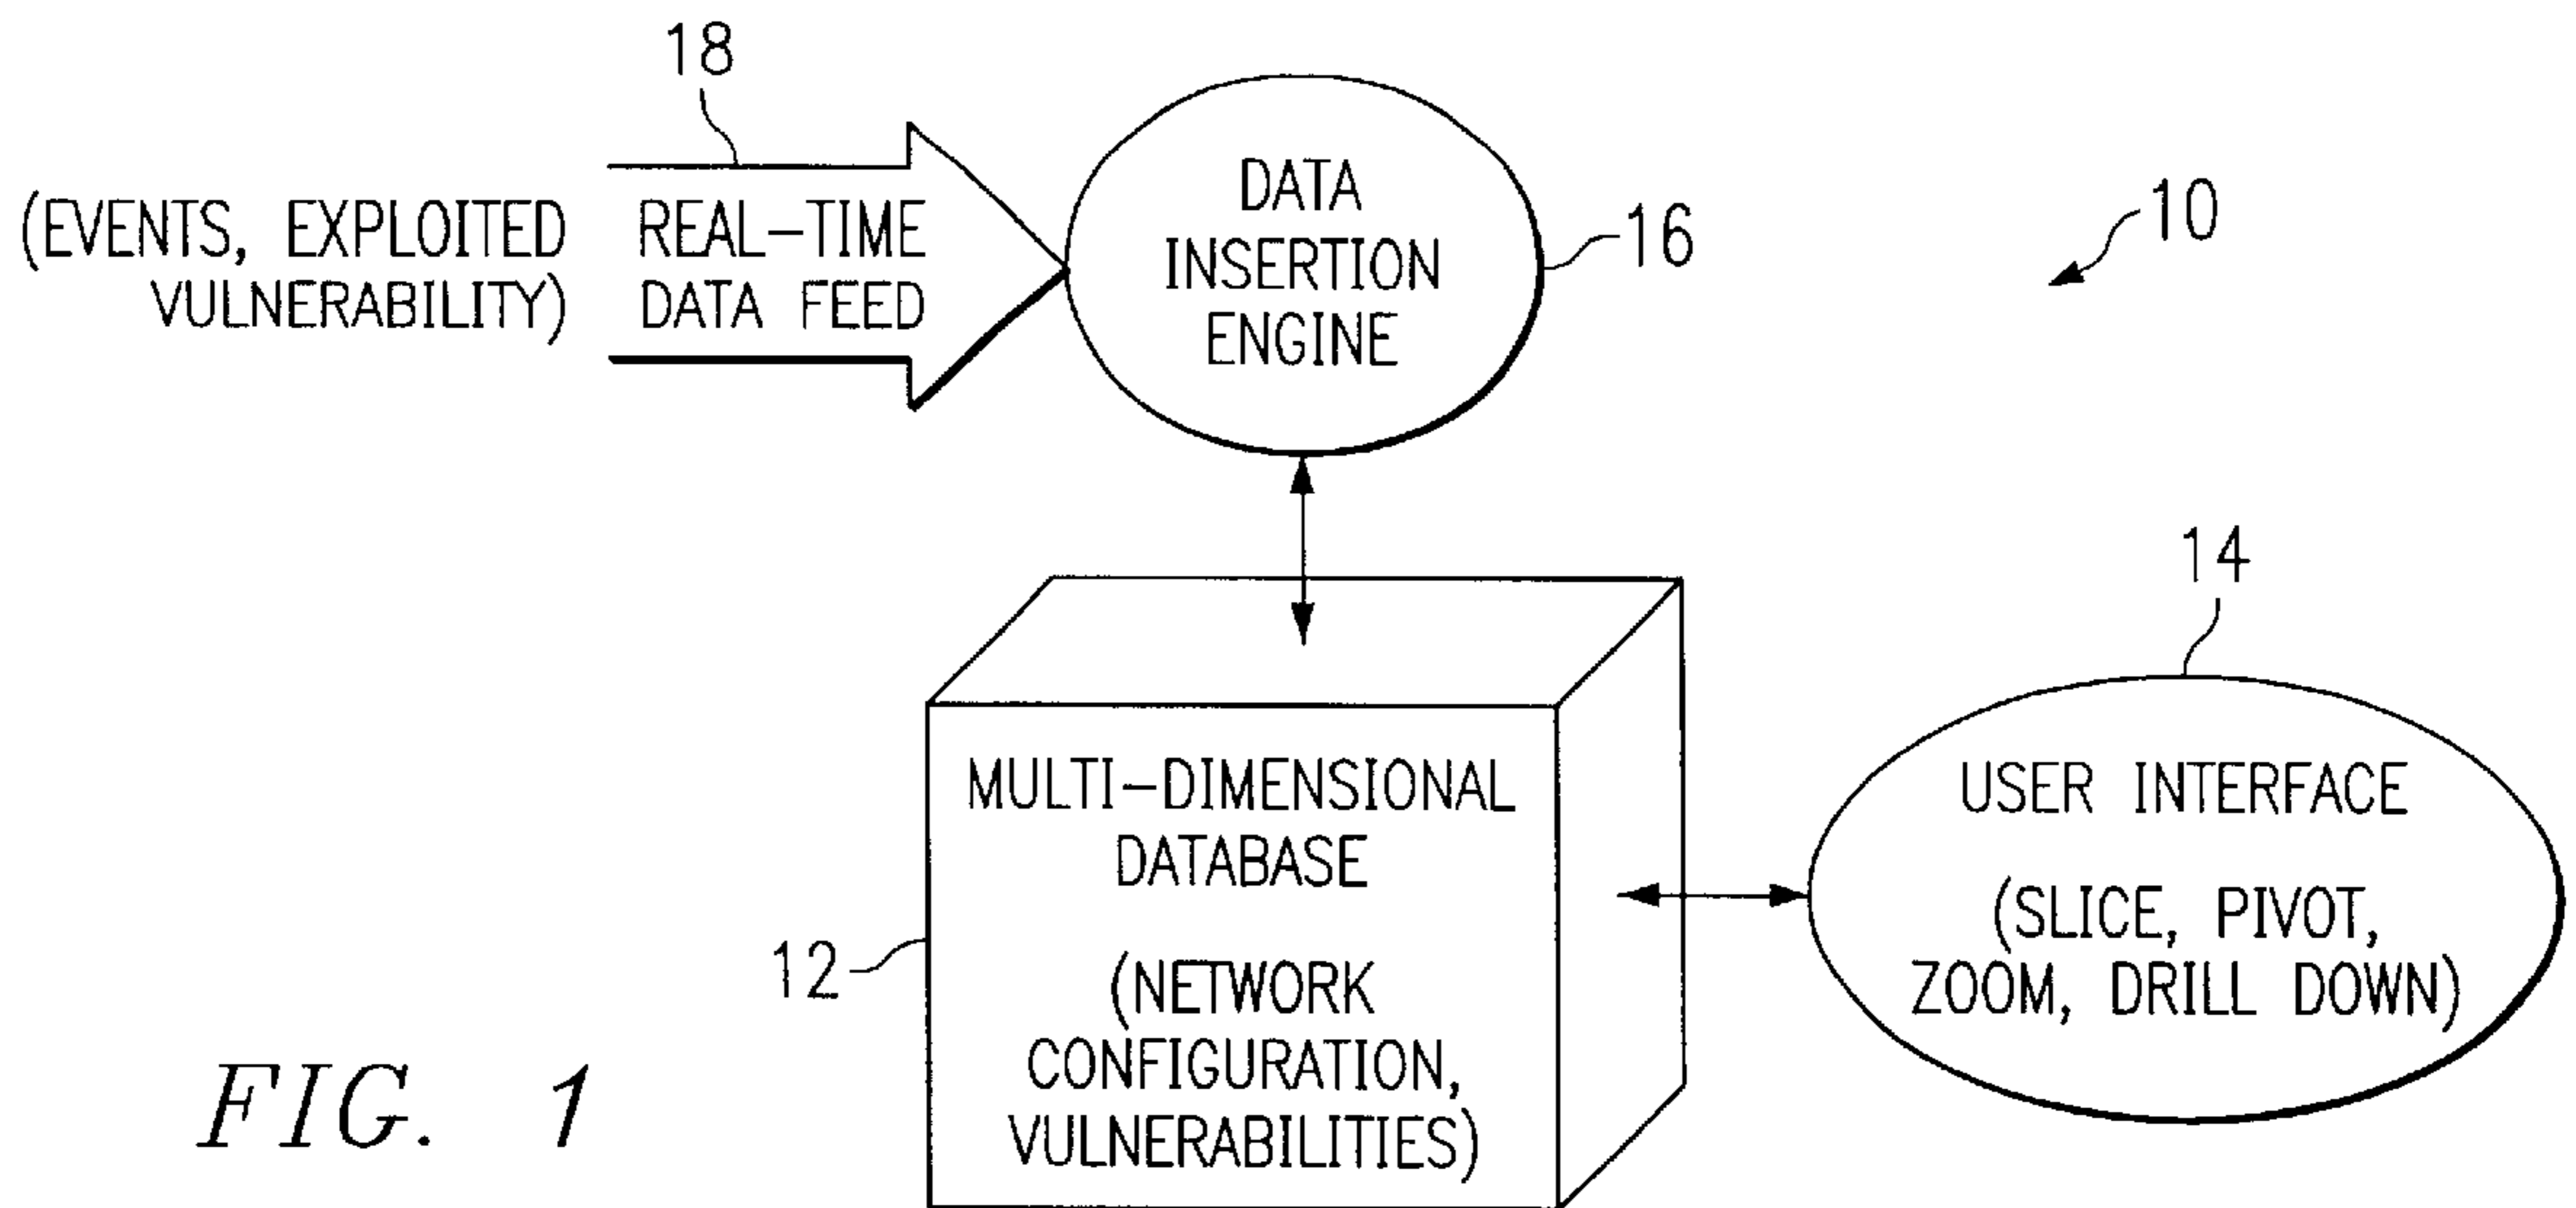 18
(EVENTS, EXPLOITED
VULNERABILITY)
REAL-TIME
DATA FEED
DATA
INSERTION
ENGINE
16
10
14
MULTI-DIMENSIONAL
DATABASE
(NETWORK
CONFIGURATION,
VULNERABILITIES)
12
USER INTERFACE
(SLICE, PIVOT,
ZOOM, DRILL DOWN)
FIG. 1